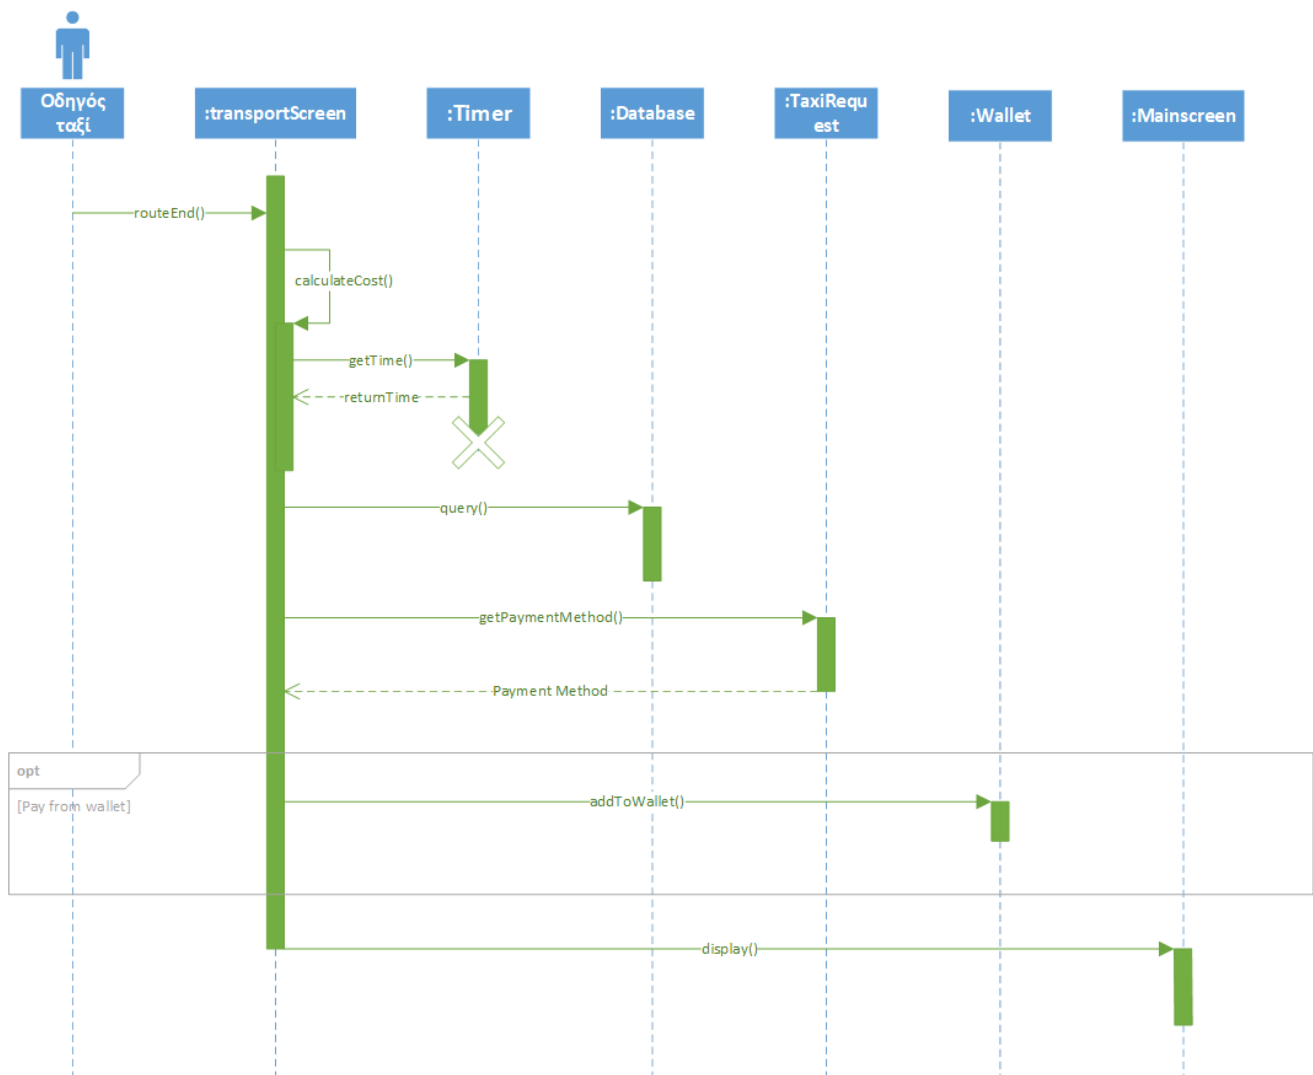 Οδηγός
ταξί
:transportScreen
:Timer
:Database
:TaxiRequ
est
:Wallet
:Mainscreen
routeEnd()
calculateCost()
getTime()
returnTime
query()
getPaymentMethod()
Payment Method
opt
[Pay from wallet]
addToWallet()
display()